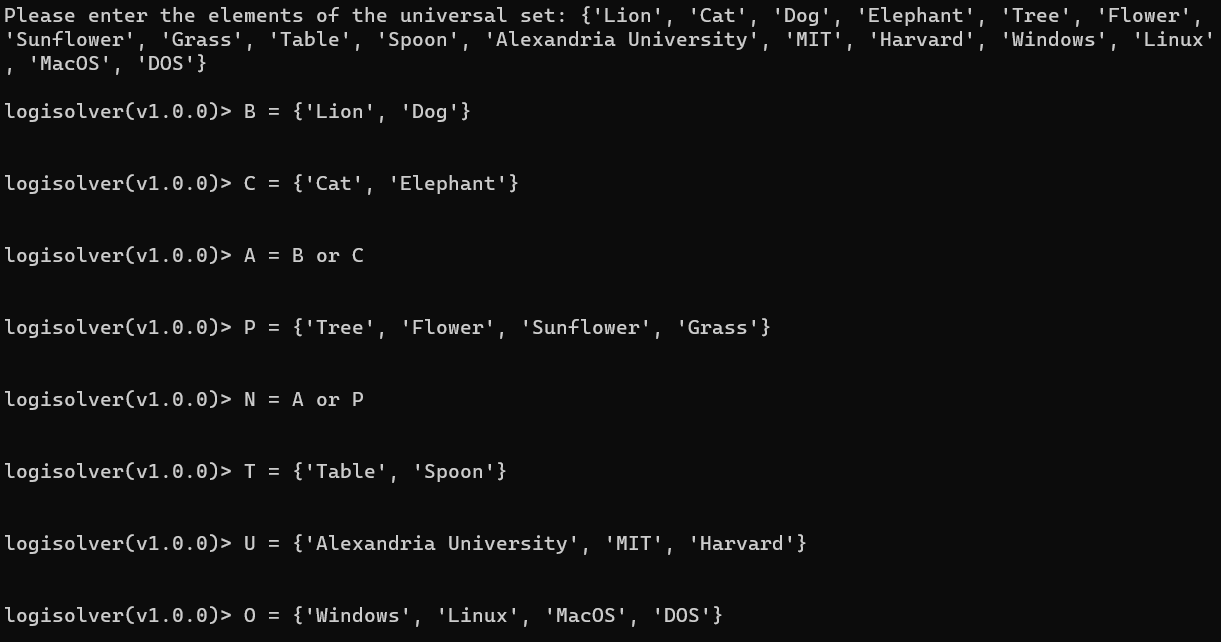 Please enter the elements of the universal set: {'Lion', 'Cat', 'Dog', 'Elephant', 'Tree', 'Flower',
'Sunflower', 'Grass', 'Table', 'Spoon', 'Alexandria University', 'MIT', 'Harvard', 'Windows', 'Linux'
, 'MacOS', 'DOS'}
logisolver(v1.0.0)> B = {'Lion', 'Dog'}
logisolver(v1.0.0)> C = {'Cat', 'Elephant'}
logisolver(v1.0.0)> A = B or C
logisolver(v1.0.0)> P = {'Tree', 'Flower', 'Sunflower', 'Grass'}
logisolver(v1.0.0)> N = A or P
logisolver(v1.0.0)> T = {'Table', 'Spoon'}
logisolver(v1.0.0)> U = {'Alexandria University', 'MIT', 'Harvard'}
logisolver(v1.0.0)> O = {'Windows', 'Linux', 'MacOS', 'DOS'}